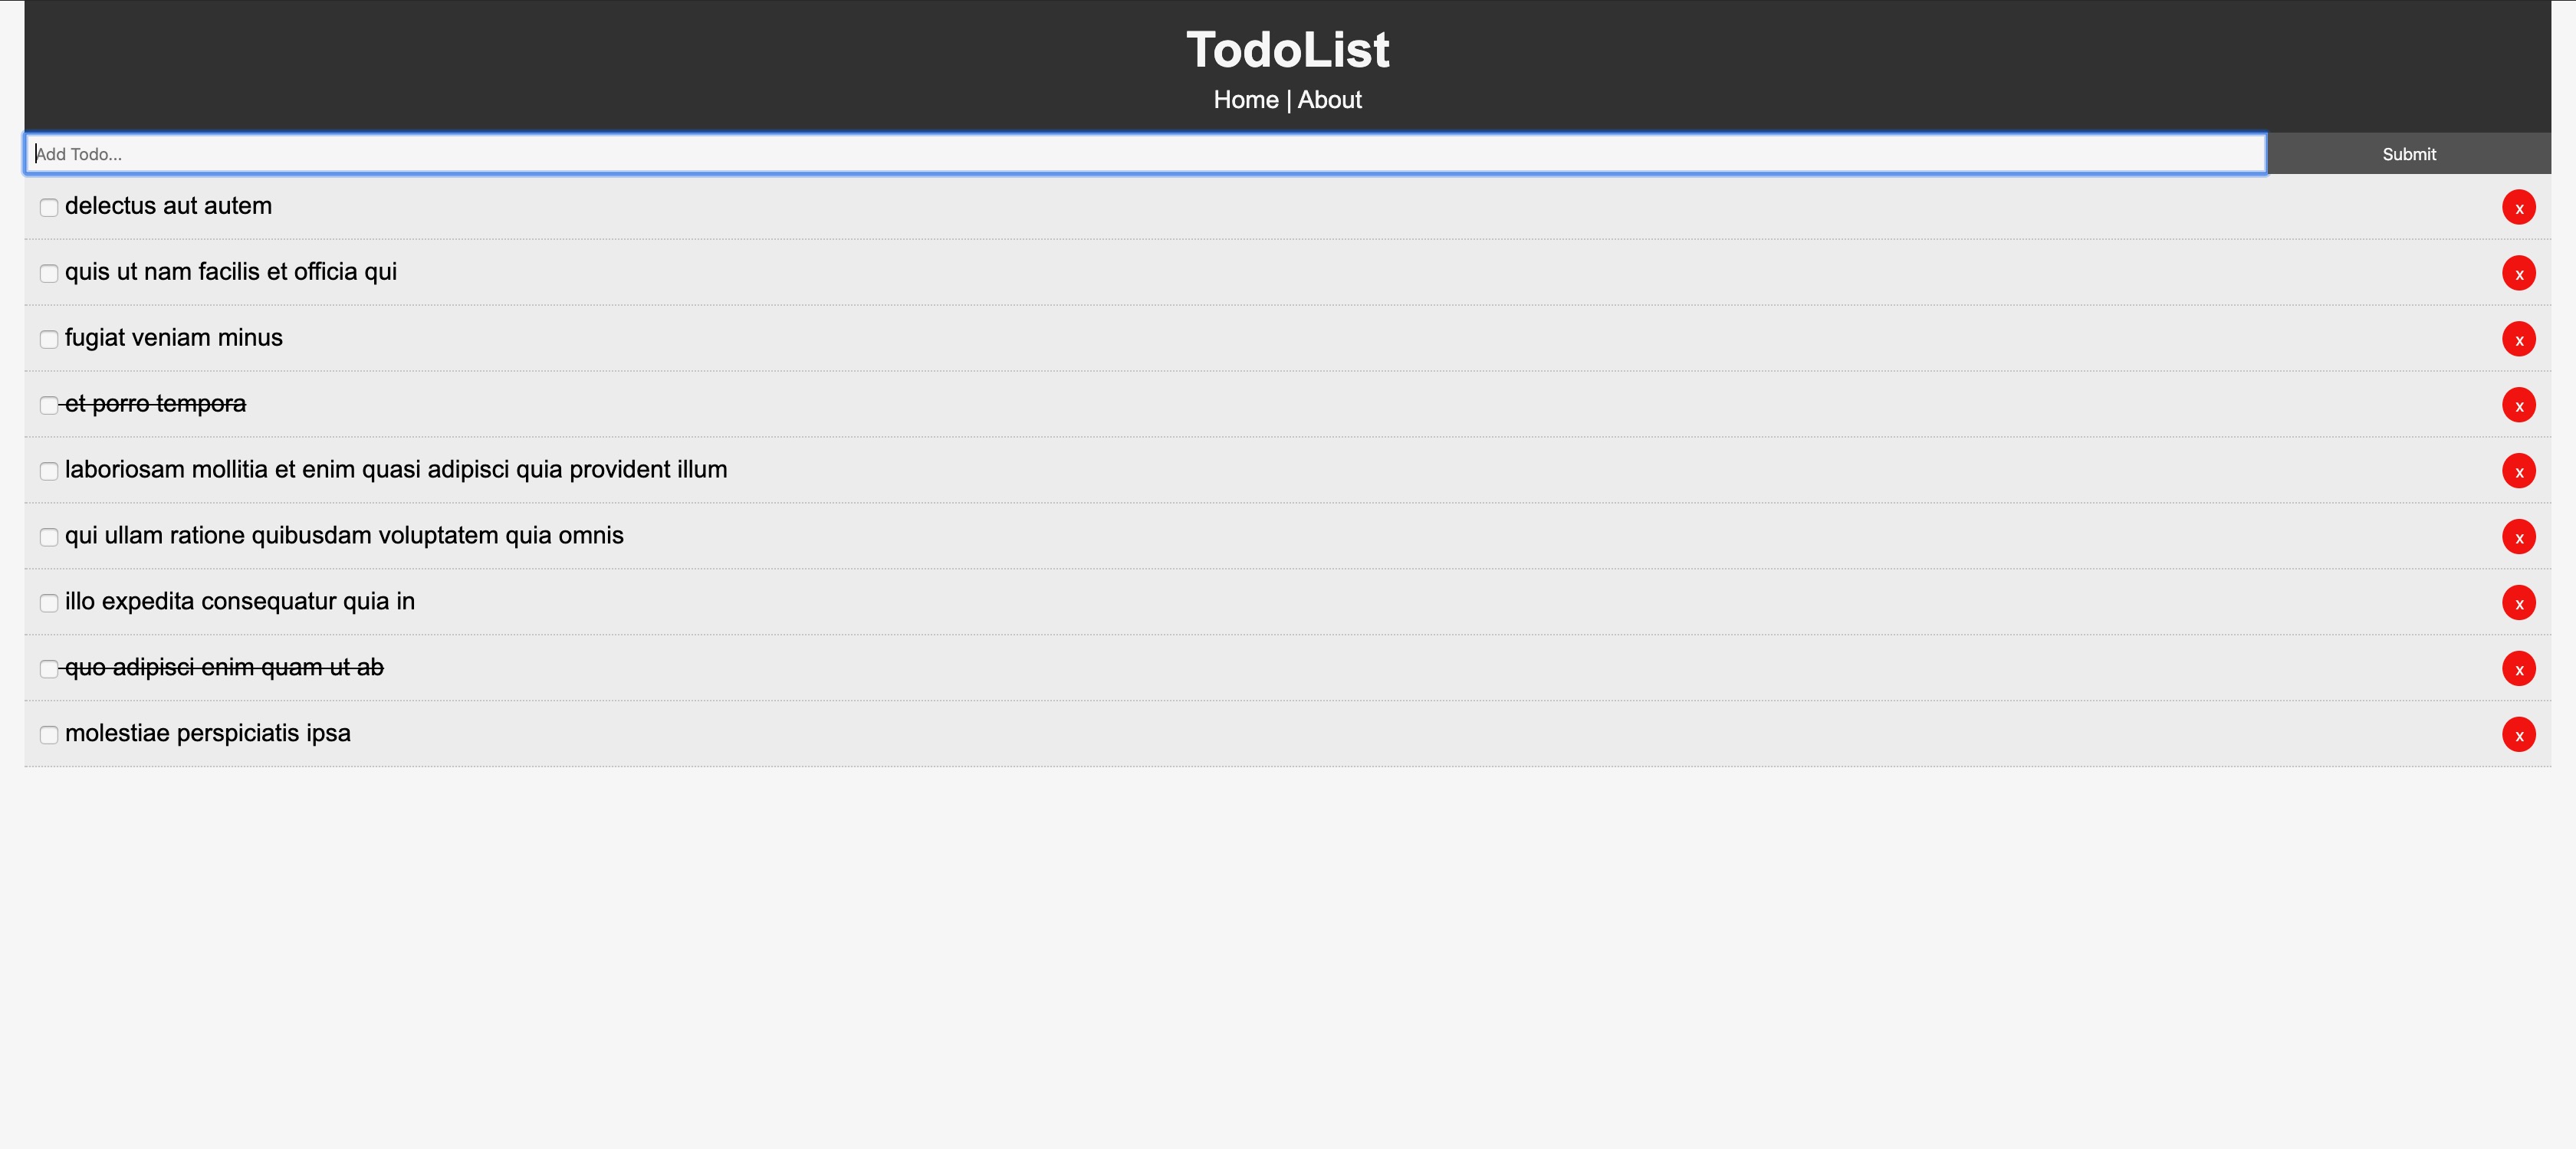 TodoList
Home | About
Add Todo...
Submit
delectus aut autem
x
quis ut nam facilis et officia qui
x
fugiat veniam minus
x
et porro tempora
x
laboriosam mollitia et enim quasi adipisci quia provident illum
x
qui ullam ratione quibusdam voluptatem quia omnis
x
illo expedita consequatur quia in
x
quo adipisci enim quam ut ab
x
molestiae perspiciatis ipsa
x